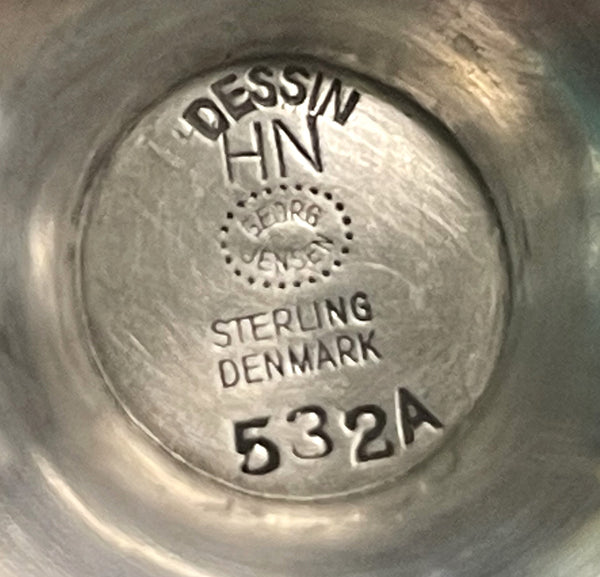 DESSIN
HN
GEORG
JENSEN
STERLING
DENMARK
532A